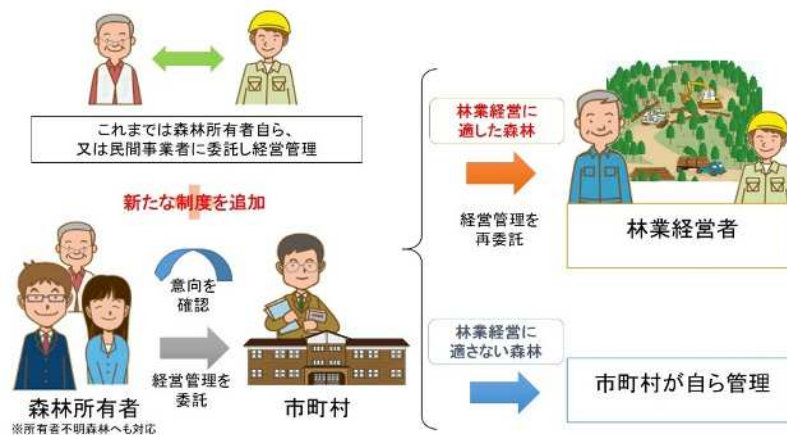 これまでは森林所有者自ら、
又は民間事業者に委託し経営管理
新たな制度を追加
意向を
確認
経営管理を
委託
森林所有者
※所有者不明森林へも対応
市町村
林業経営に
適した森林
経営管理を
再委託
林業経営者
林業経営に
適さない森林
市町村が自ら管理